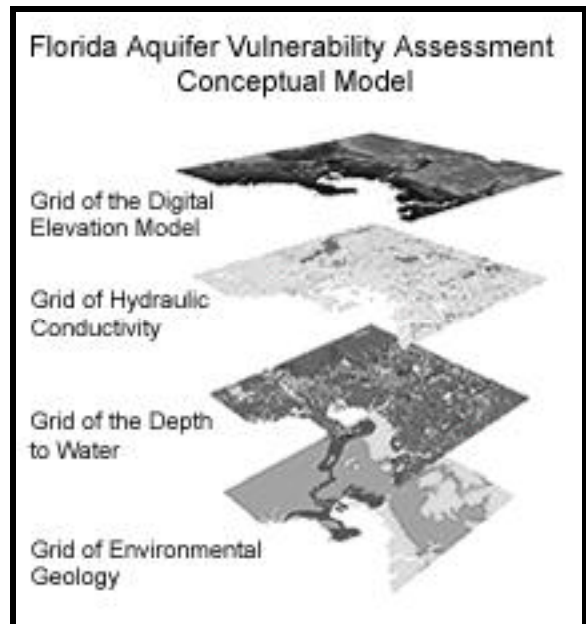 Florida Aquifer Vulnerability Assessment
Conceptual Model
Grid of the Digital
Elevation Model
Grid of Hydraulic
Conductivity
Grid of the Depth
to Water
Grid of Environmental
Geology